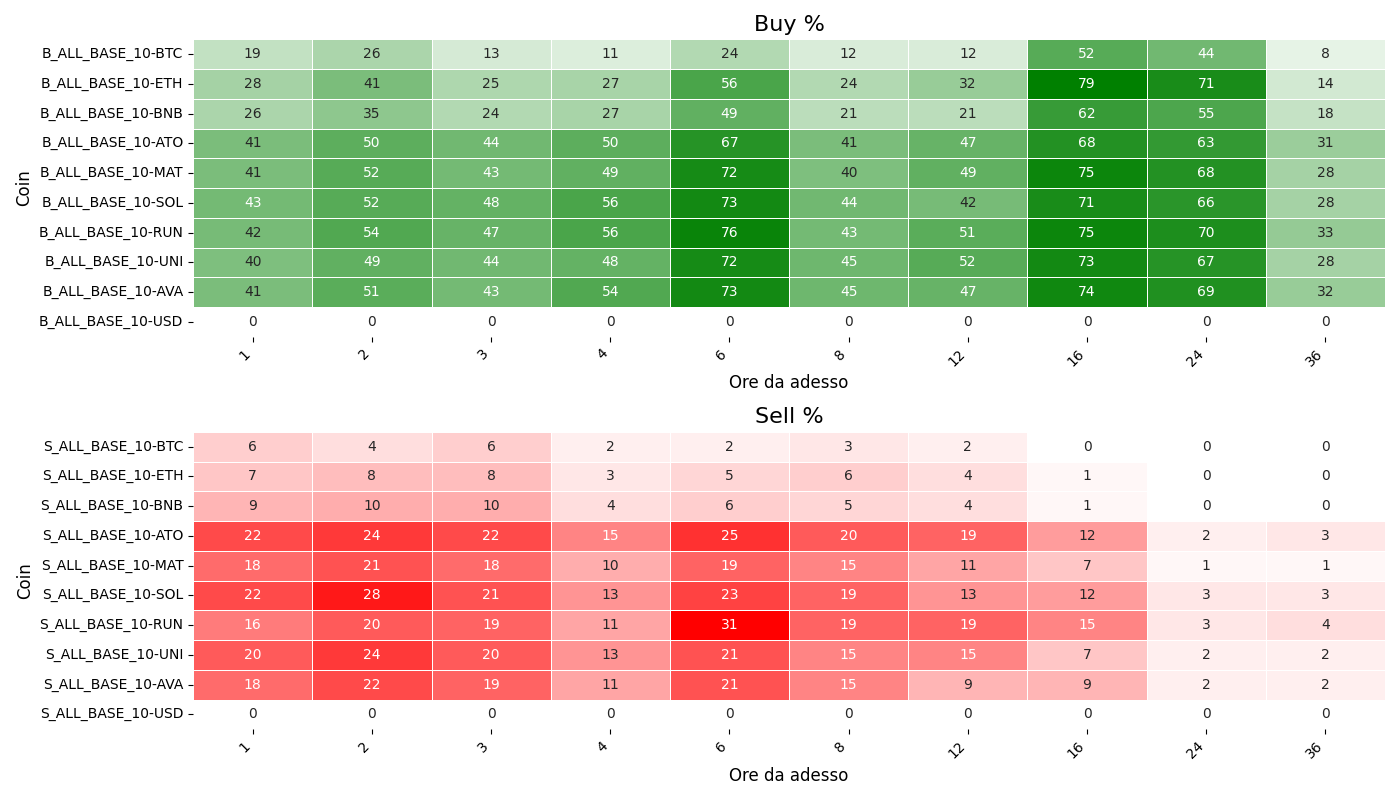 Buy %
Coin
B_ALL_BASE_10-BTC 19 26 13 11 24 12 12 52 44 8
B_ALL_BASE_10-ETH 28 41 25 27 56 24 32 79 71 14
B_ALL_BASE_10-BNB 26 35 24 27 49 21 21 62 55 18
B_ALL_BASE_10-ATO 41 50 44 50 67 41 47 68 63 31
B_ALL_BASE_10-MAT 41 52 43 49 72 40 49 75 68 28
B_ALL_BASE_10-SOL 43 52 48 56 73 44 42 71 66 28
B_ALL_BASE_10-RUN 42 54 47 56 76 43 51 75 70 33
B_ALL_BASE_10-UNI 40 49 44 48 72 45 52 73 67 28
B_ALL_BASE_10-AVA 41 51 43 54 73 45 47 74 69 32
B_ALL_BASE_10-USD 0 0 0 0 0 0 0 0 0 0
1 2 3 4 6 8 12 16 24 36
Ore da adesso
Sell %
Coin
S_ALL_BASE_10-BTC 6 4 6 2 2 3 2 0 0 0
S_ALL_BASE_10-ETH 7 8 8 3 5 6 4 1 0 0
S_ALL_BASE_10-BNB 9 10 10 4 6 5 4 1 0 0
S_ALL_BASE_10-ATO 22 24 22 15 25 20 19 12 2 3
S_ALL_BASE_10-MAT 18 21 18 10 19 15 11 7 1 1
S_ALL_BASE_10-SOL 22 28 21 13 23 19 13 12 3 3
S_ALL_BASE_10-RUN 16 20 19 11 31 19 19 15 3 4
S_ALL_BASE_10-UNI 20 24 20 13 21 15 15 7 2 2
S_ALL_BASE_10-AVA 18 22 19 11 21 15 9 9 2 2
S_ALL_BASE_10-USD 0 0 0 0 0 0 0 0 0 0
1 2 3 4 6 8 12 16 24 36
Ore da adesso